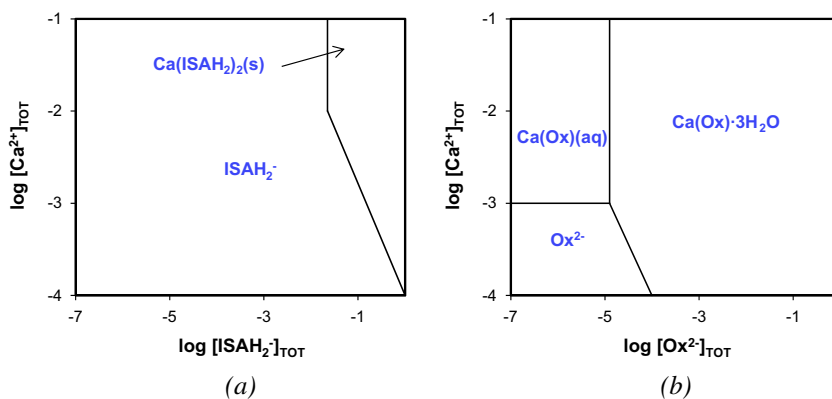 -1
-2
-3
-4
log [Ca²⁺]TOT
Ca(ISAH₂)₂(s)
ISAH₂⁻
-7
-5
-3
-1
log [ISAH₂⁻]TOT
(a)
-1
-2
-3
-4
log [Ca²⁺]TOT
Ca(Ox)(aq)
Ca(Ox)·3H₂O
Ox²⁻
-7
-5
-3
-1
log [Ox²⁻]TOT
(b)